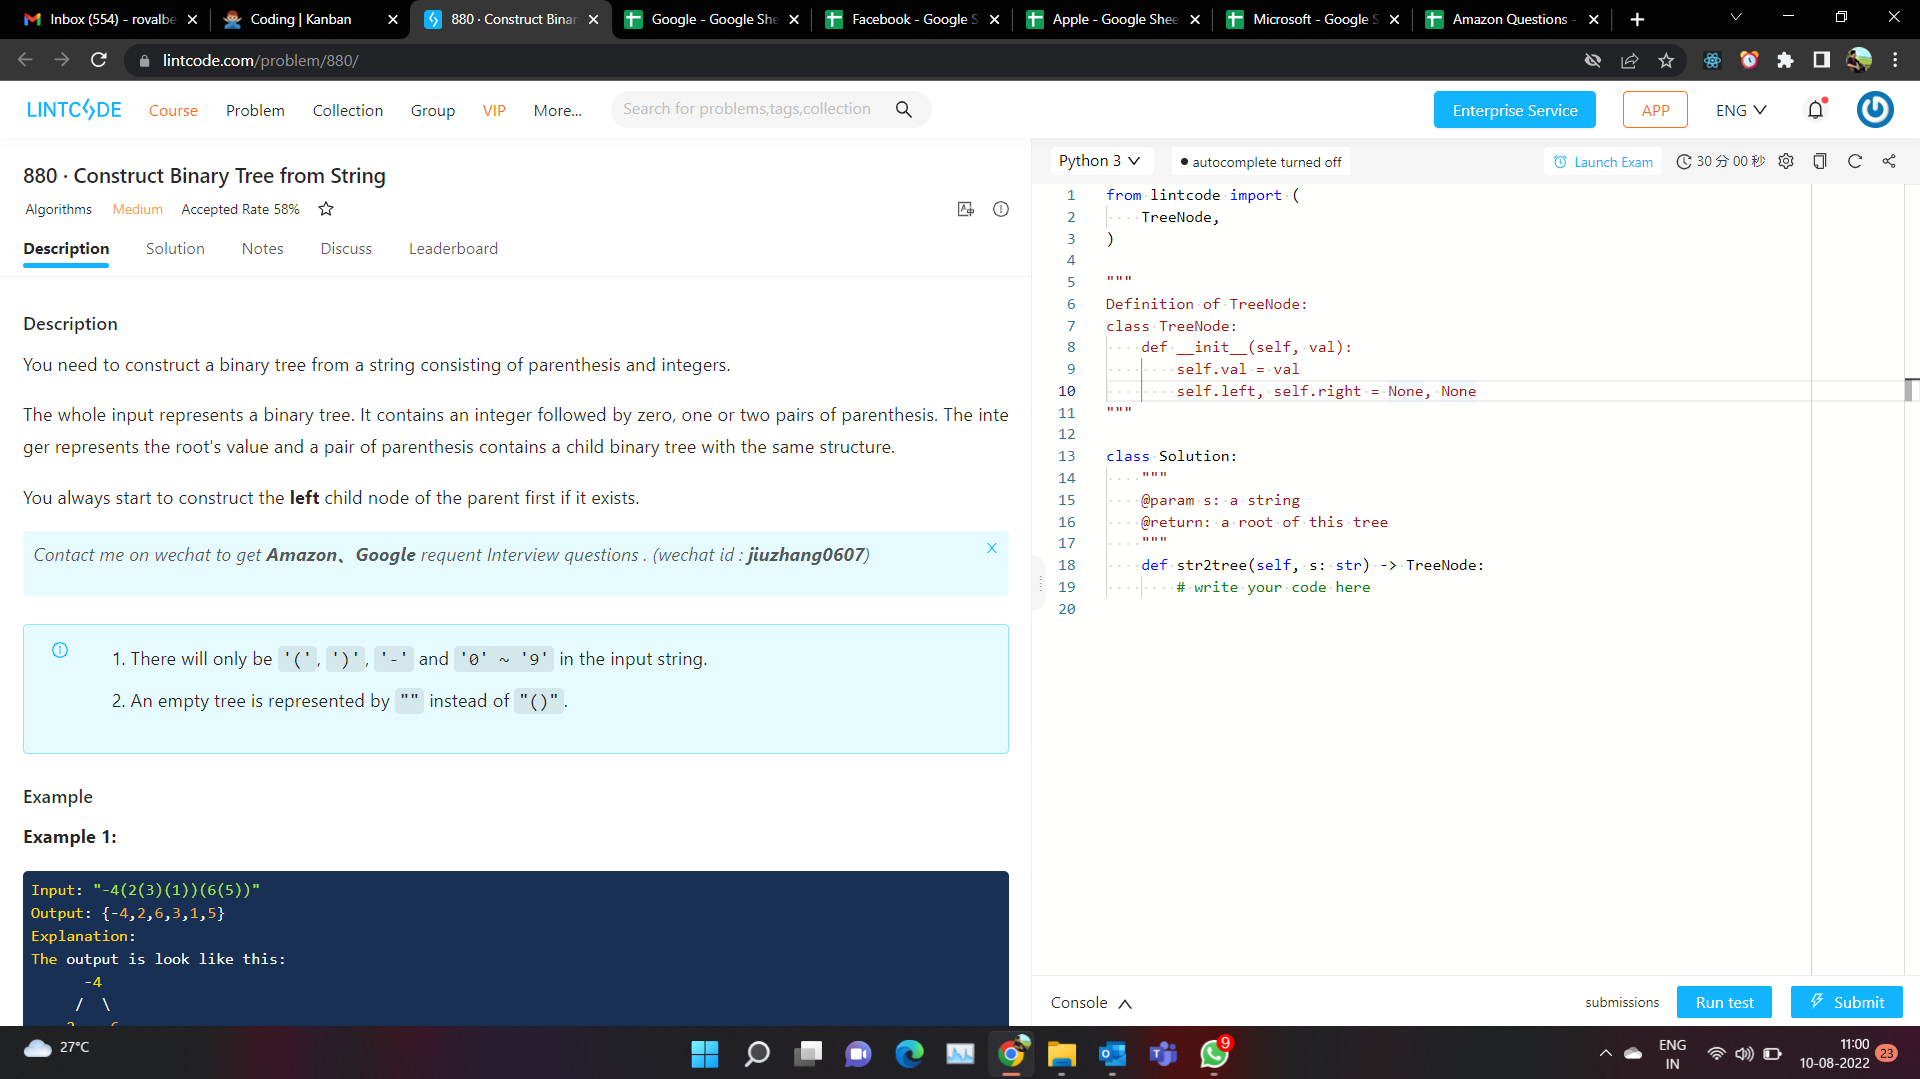 Inbox (554) - rovalbe
Coding | Kanban
880 · Construct Binar
Google - Google She
Facebook - Google S
Apple - Google Shee
Microsoft - Google S
Amazon Questions -
lintcode.com/problem/880/
LINTCODE
Course
Problem
Collection
Group
VIP
More...
Search for problems,tags,collection
Enterprise Service
APP
ENG
880 · Construct Binary Tree from String
Algorithms
Medium
Accepted Rate 58%
Description
Solution
Notes
Discuss
Leaderboard
Description
You need to construct a binary tree from a string consisting of parenthesis and integers.
The whole input represents a binary tree. It contains an integer followed by zero, one or two pairs of parenthesis. The inte
ger represents the root's value and a pair of parenthesis contains a child binary tree with the same structure.
You always start to construct the left child node of the parent first if it exists.
Contact me on wechat to get Amazon、Google requent Interview questions . (wechat id : jiuzhang0607)
1. There will only be '(', ')', '-' and '0' ~ '9' in the input string.
2. An empty tree is represented by "" instead of "()".
Example
Example 1:
Input: "-4(2(3)(1))(6(5))"
Output: {-4,2,6,3,1,5}
Explanation:
The output is look like this:
-4
/ \
2 6
Python 3
autocomplete turned off
Launch Exam
30 分 00 秒
1 from lintcode import (
2 TreeNode,
3 )
4
5 """
6 Definition of TreeNode:
7 class TreeNode:
8 def __init__(self, val):
9 self.val = val
10 self.left, self.right = None, None
11 """
12
13 class Solution:
14 """
15 @param s: a string
16 @return: a root of this tree
17 """
18 def str2tree(self, s: str) -> TreeNode:
19 # write your code here
20
Console
submissions
Run test
Submit
27°C
9
ENG
IN
11:00
10-08-2022
23